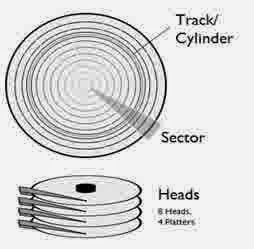 Track/
Cylinder
Sector
Heads
8 Heads,
4 Platters